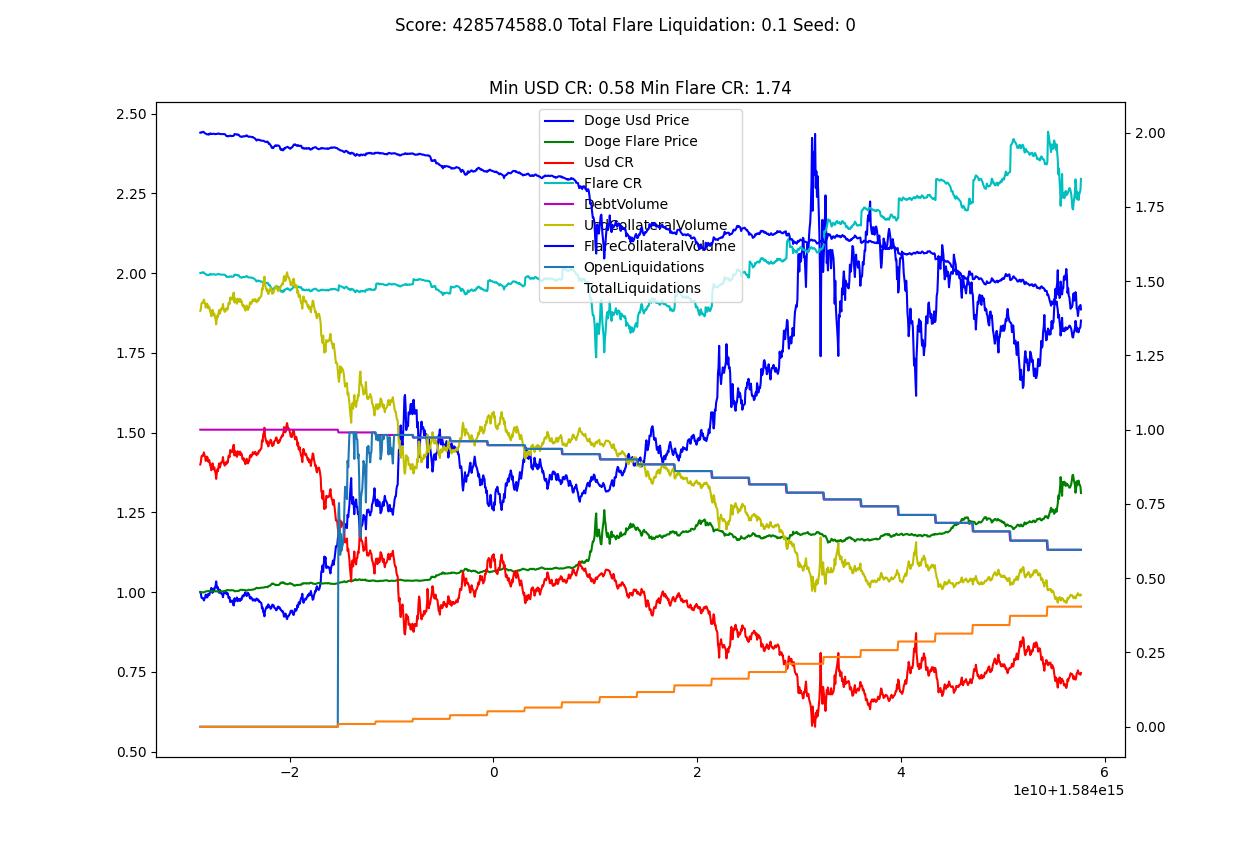 Score: 428574588.0 Total Flare Liquidation: 0.1 Seed: 0
Min USD CR: 0.58 Min Flare CR: 1.74
Doge Usd Price
Doge Flare Price
Usd CR
Flare CR
DebtVolume
UsdCollateralVolume
FlareCollateralVolume
OpenLiquidations
TotalLiquidations
2.50
2.25
2.00
1.75
1.50
1.25
1.00
0.75
0.50
2.00
1.75
1.50
1.25
1.00
0.75
0.50
0.25
0.00
−2 0 2 4 6
1e10+1.584e15